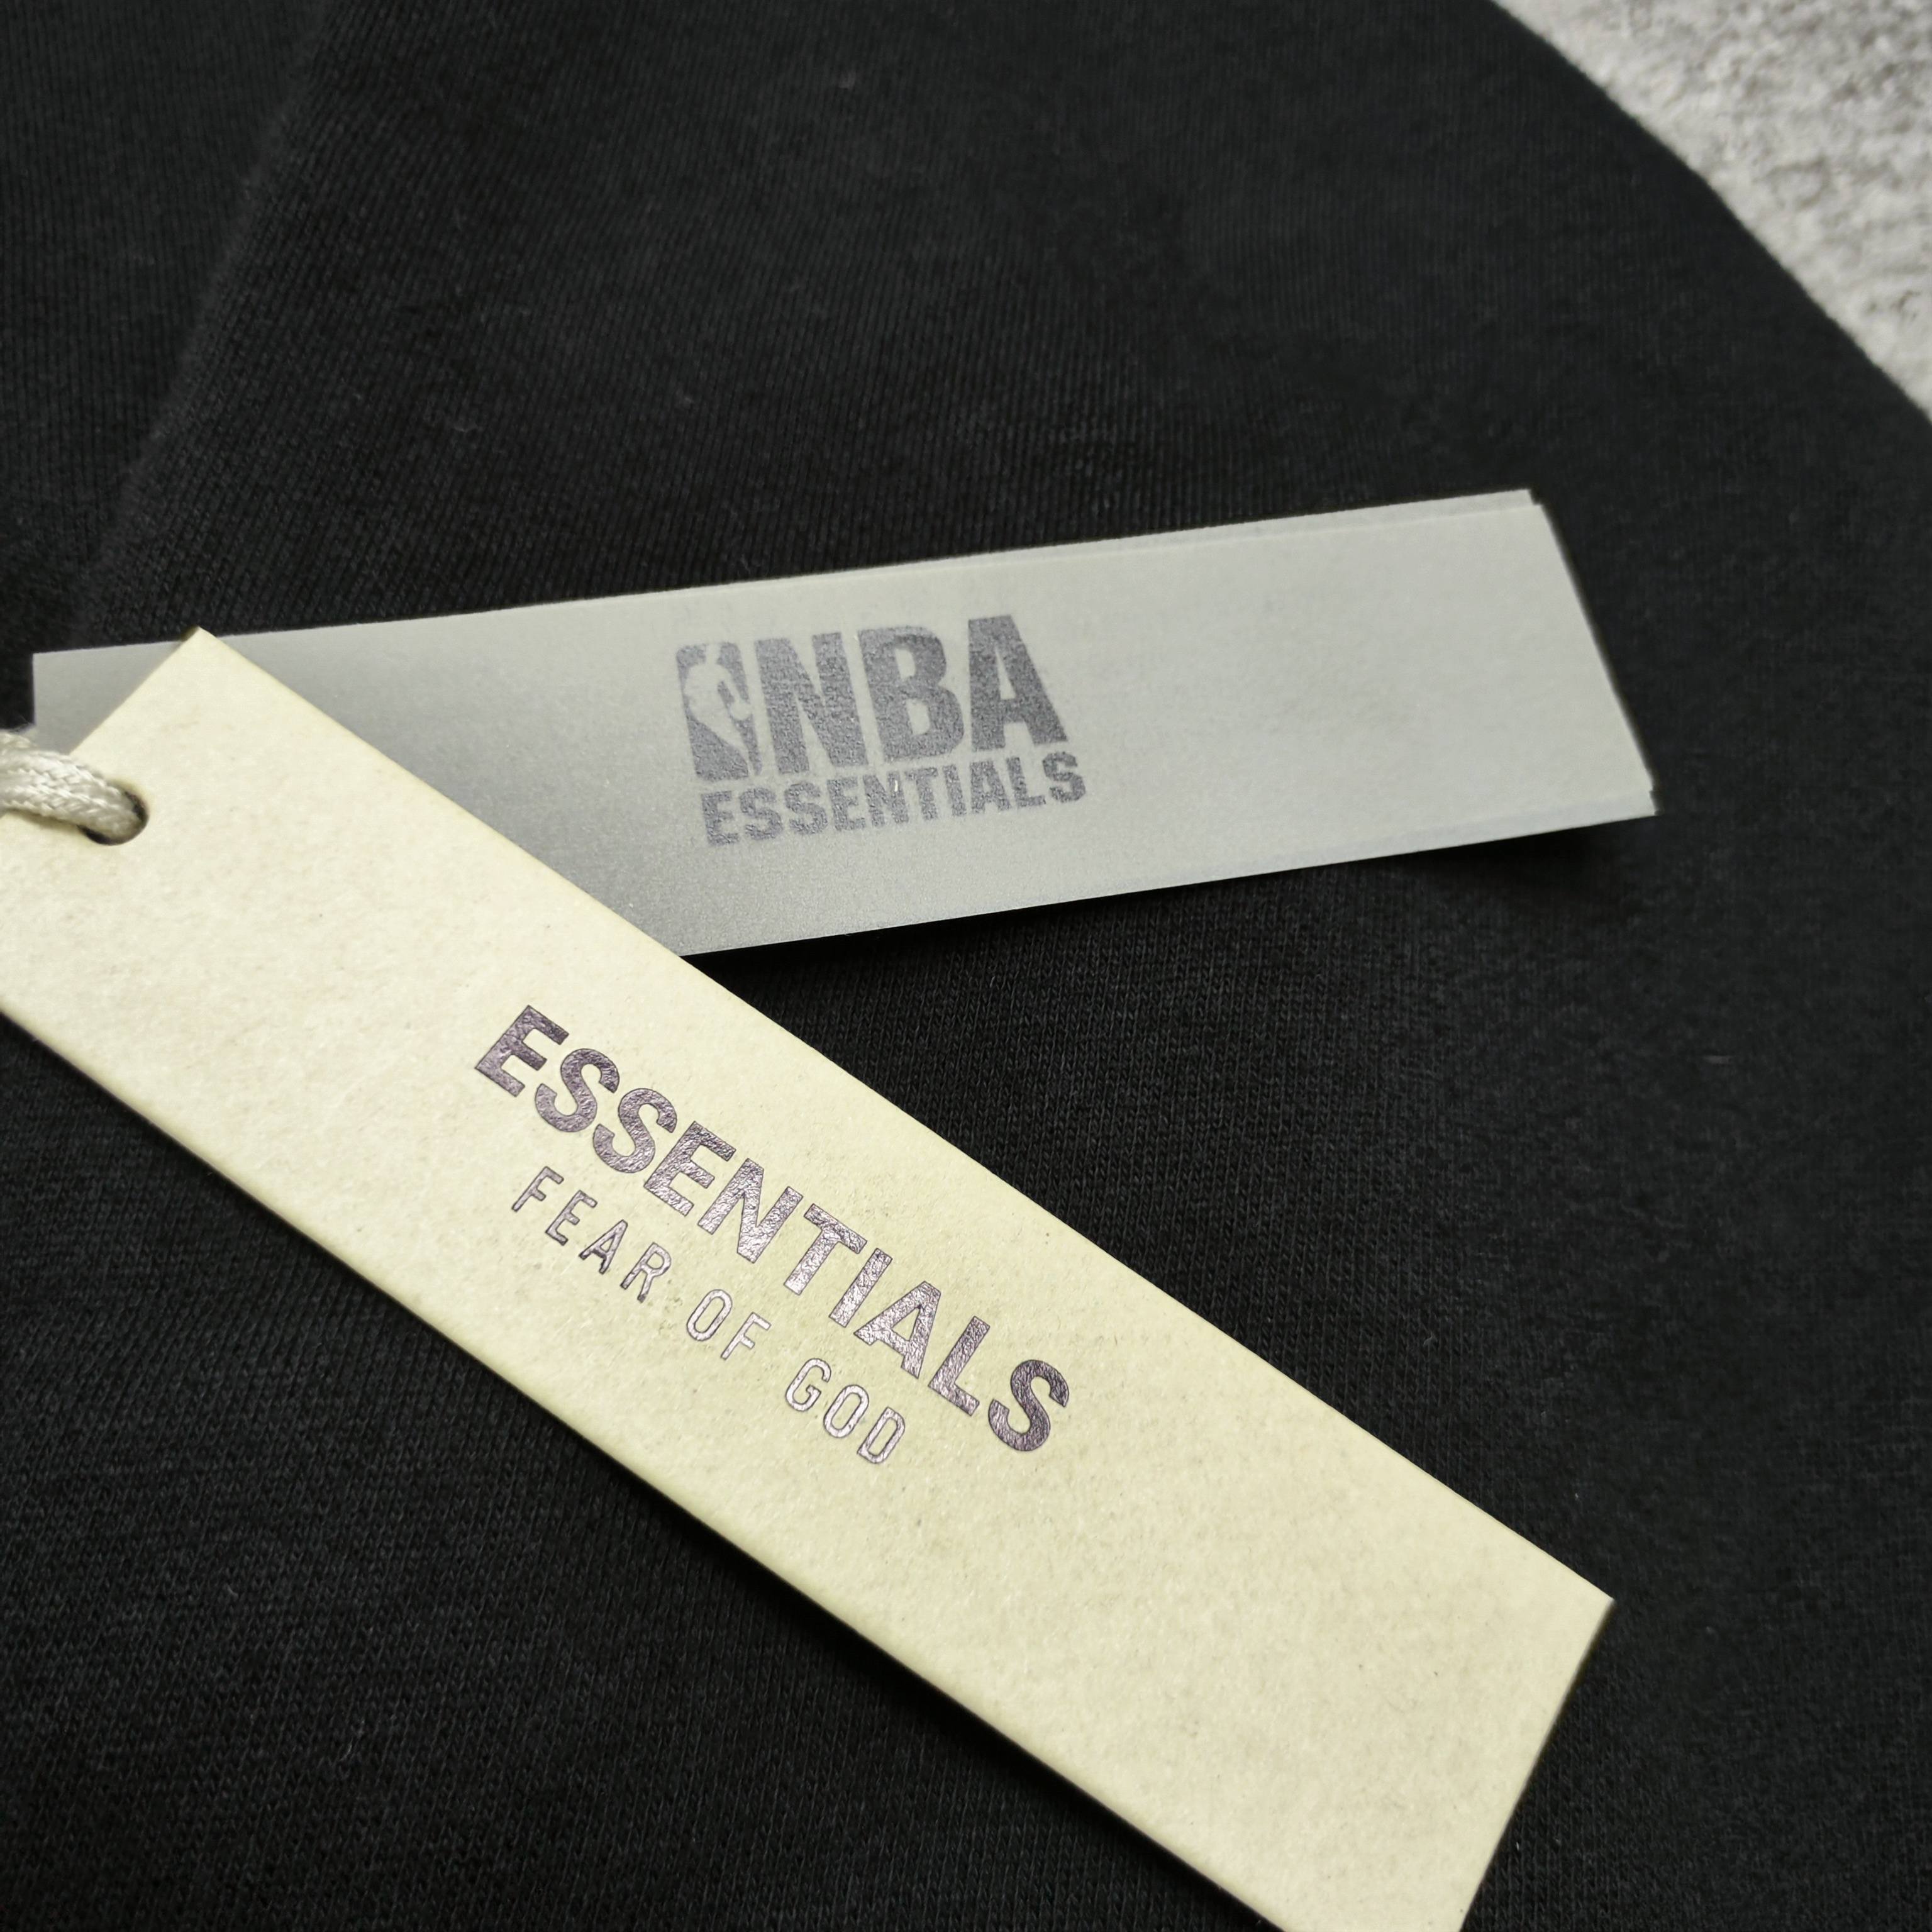 NBA
ESSENTIALS
ESSENTIALS
FEAR OF GOD